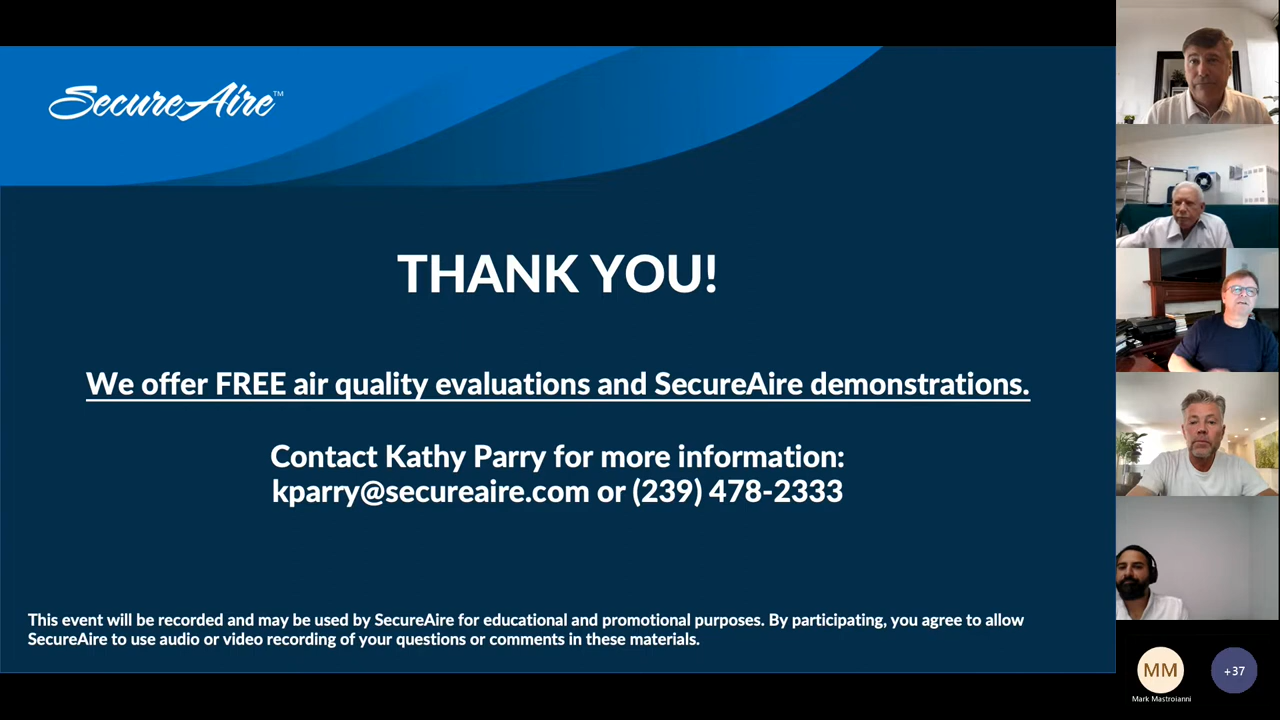 SecureAire™
THANK YOU!
We offer FREE air quality evaluations and SecureAire demonstrations.
Contact Kathy Parry for more information:
kparry@secureaire.com or (239) 478-2333
This event will be recorded and may be used by SecureAire for educational and promotional purposes. By participating, you agree to allow
SecureAire to use audio or video recording of your questions or comments in these materials.
MM
Mark Mastroianni
+37